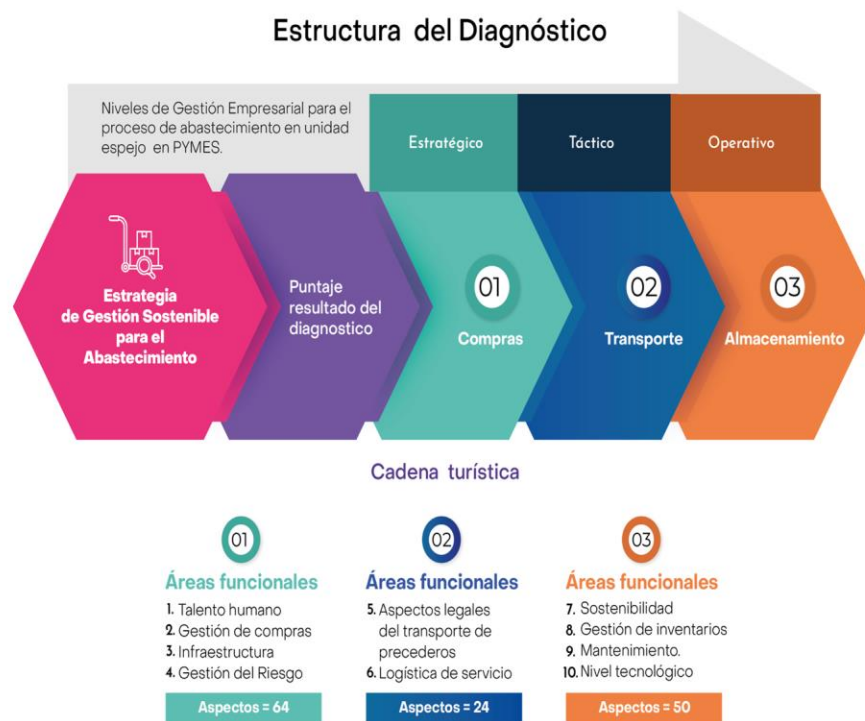 Estructura del Diagnóstico
Niveles de Gestión Empresarial para el
proceso de abastecimiento en unidad
espejo en PYMES.
Estratégico
Táctico
Operativo
Estrategia
de Gestión Sostenible
para el
Abastecimiento
Puntaje
resultado del
diagnostico
01
Compras
02
Transporte
03
Almacenamiento
Cadena turística
01
Áreas funcionales
1. Talento humano
2. Gestión de compras
3. Infraestructura
4. Gestión del Riesgo
Aspectos = 64
02
Áreas funcionales
5. Aspectos legales
del transporte de
precederos
6. Logística de servicio
Aspectos = 24
03
Áreas funcionales
7. Sostenibilidad
8. Gestión de inventarios
9. Mantenimiento.
10. Nivel tecnológico
Aspectos = 50